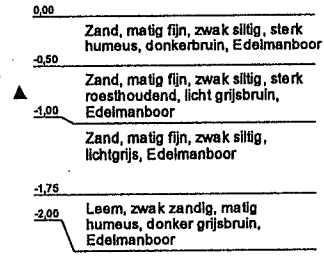 0,00
Zand, matig fijn, zwak siltig, sterk
humeus, donkerbruin, Edelmanboor
-0,50
Zand, matig fijn, zwak siltig, sterk
roesthoudend, licht grijsbruin,
Edelmanboor
-1,00
Zand, matig fijn, zwak siltig,
lichtgrijs, Edelmanboor
-1,75
Leem, zwak zandig, matig
humeus, donker grijsbruin,
Edelmanboor
-2,00